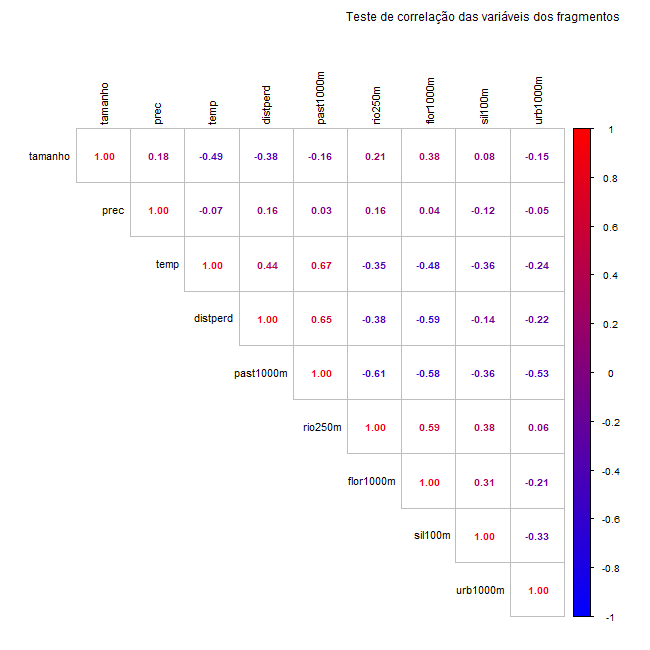 Teste de correlação das variáveis dos fragmentos
tamanho prec temp distperd past1000m rio250m flor1000m sil100m urb1000m
tamanho 1.00 0.18 -0.49 -0.38 -0.16 0.21 0.38 0.08 -0.15
prec 1.00 -0.07 0.16 0.03 0.16 0.04 -0.12 -0.05
temp 1.00 0.44 0.67 -0.35 -0.48 -0.36 -0.24
distperd 1.00 0.65 -0.38 -0.59 -0.14 -0.22
past1000m 1.00 -0.61 -0.58 -0.36 -0.53
rio250m 1.00 0.59 0.38 0.06
flor1000m 1.00 0.31 -0.21
sil100m 1.00 -0.33
urb1000m 1.00
1
0.8
0.6
0.4
0.2
0
-0.2
-0.4
-0.6
-0.8
-1